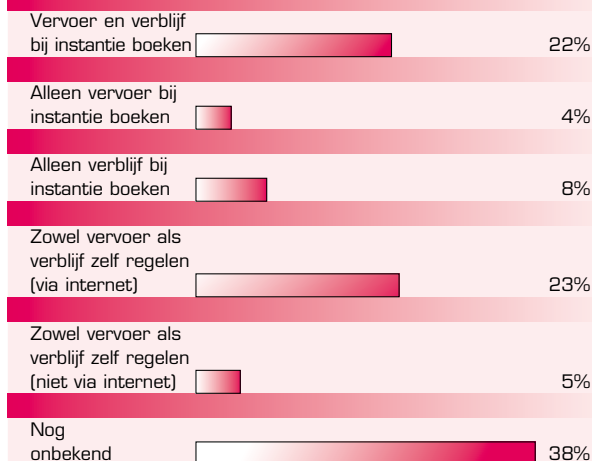 Vervoer en verblijf
bij instantie boeken 22%
Alleen vervoer bij
instantie boeken 4%
Alleen verblijf bij
instantie boeken 8%
Zowel vervoer als
verblijf zelf regelen
(via internet) 23%
Zowel vervoer als
verblijf zelf regelen
(niet via internet) 5%
Nog
onbekend 38%